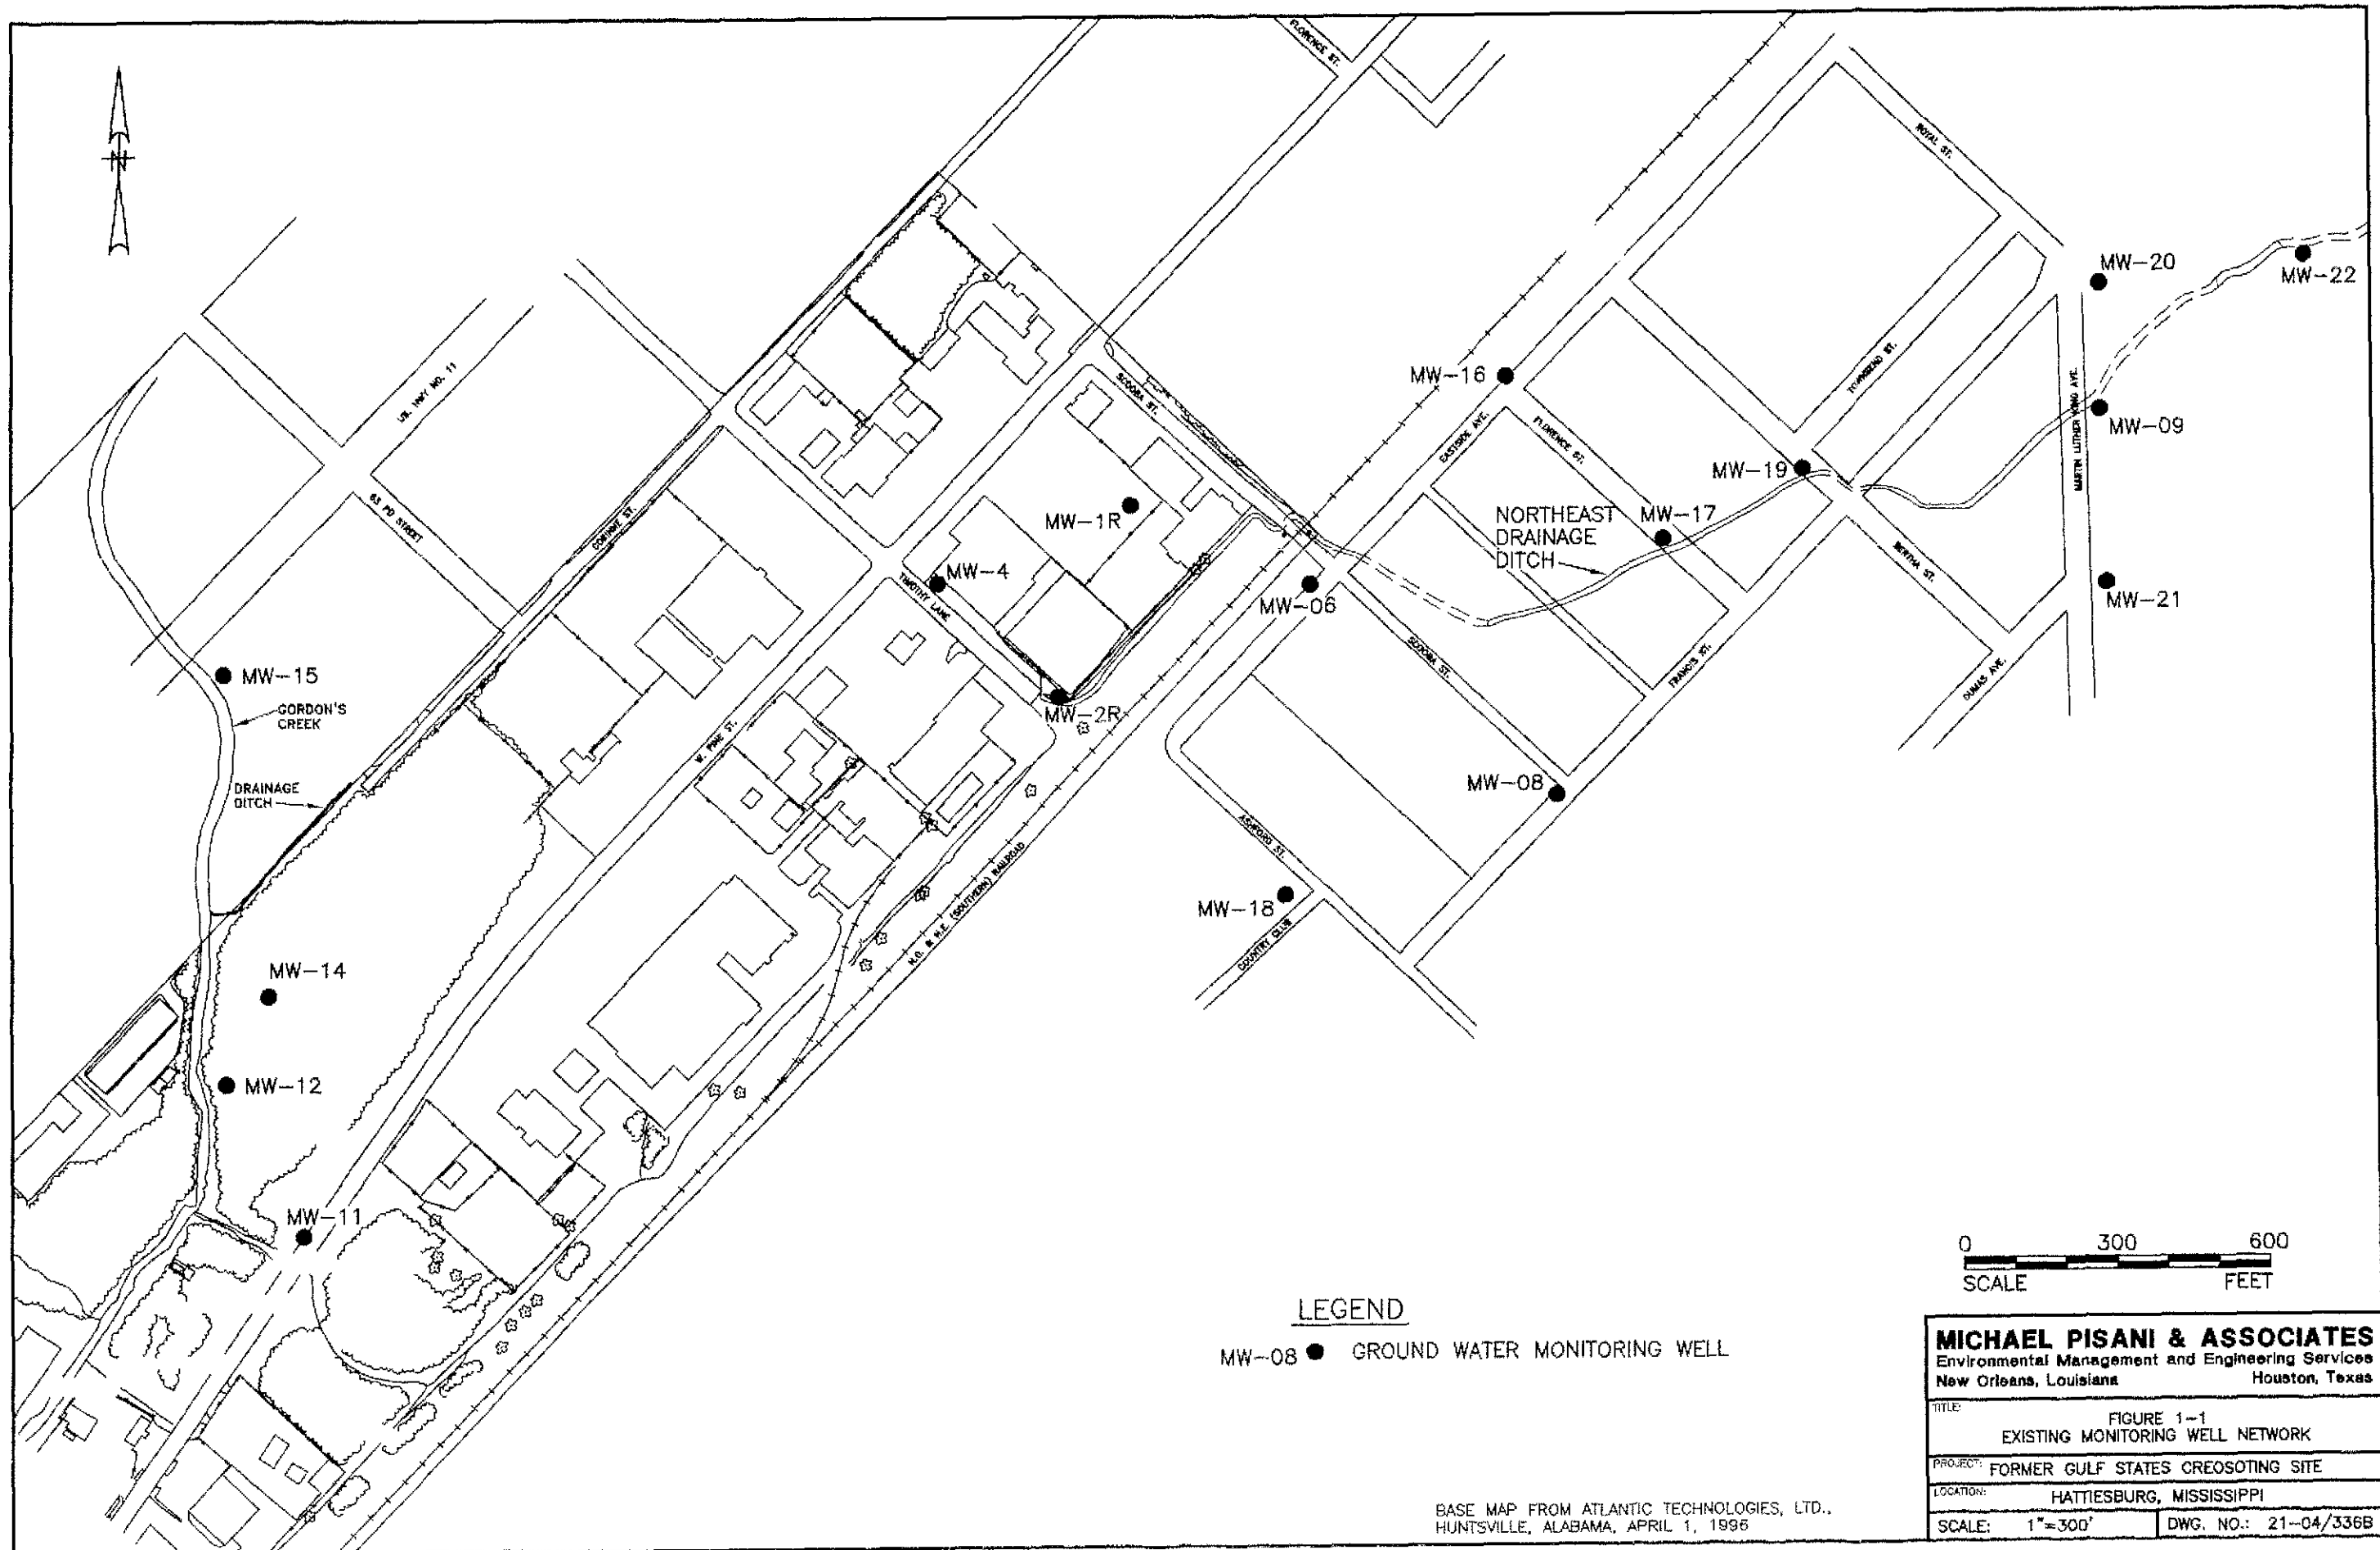 FLORENCE ST.
N
ROYAL ST.
MW-20
MW-22
U.S. HWY NO. 11
SCOOBA ST.
MW-16
TOWNSEND ST.
EASTSIDE AVE.
FLORENCE ST.
MARTIN LUTHER KING AVE.
MW-09
MW-19
63 RD STREET
CORINNE ST.
MW-1R
NORTHEAST
DRAINAGE
DITCH
MW-17
MW-4
TIMOTHY LANE
MW-06
BERTHA ST.
MW-21
MW-15
GORDON'S
CREEK
SCOOBA ST.
FRANCIS ST.
DUMAS AVE.
MW-2R
W. PINE ST.
DRAINAGE
DITCH
MW-08
ASHFORD ST.
N.O. & N.E. (SOUTHERN) RAILROAD
MW-18
COUNTRY CLUB
MW-14
MW-12
MW-11
0 300 600
SCALE FEET
LEGEND
MW-08 GROUND WATER MONITORING WELL
MICHAEL PISANI & ASSOCIATES
Environmental Management and Engineering Services
New Orleans, Louisiana Houston, Texas
TITLE:
FIGURE 1-1
EXISTING MONITORING WELL NETWORK
PROJECT: FORMER GULF STATES CREOSOTING SITE
LOCATION: HATTIESBURG, MISSISSIPPI
SCALE: 1"=300' DWG. NO.: 21-04/336B
BASE MAP FROM ATLANTIC TECHNOLOGIES, LTD.,
HUNTSVILLE, ALABAMA, APRIL 1, 1996